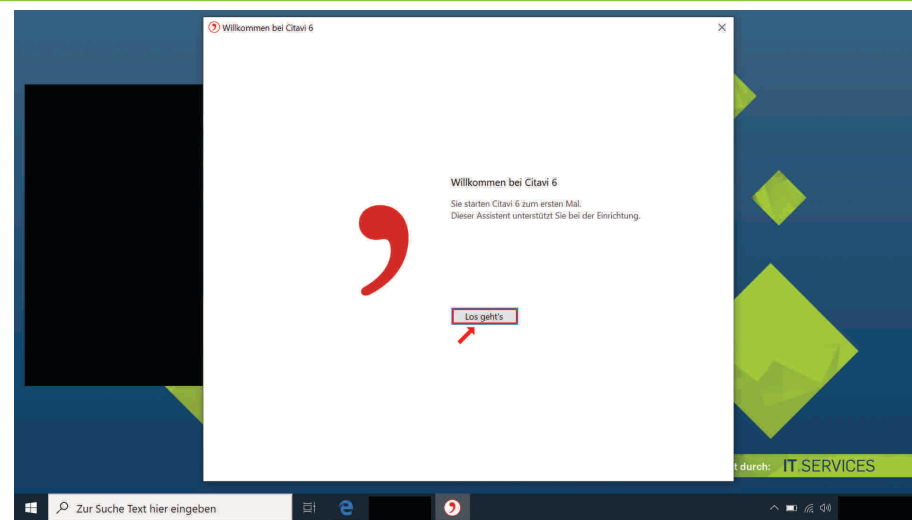 Willkommen bei Citavi 6
Willkommen bei Citavi 6
Sie starten Citavi 6 zum ersten Mal.
Dieser Assistent unterstützt Sie bei der Einrichtung.
Los geht's
t durch: IT.SERVICES
Zur Suche Text hier eingeben